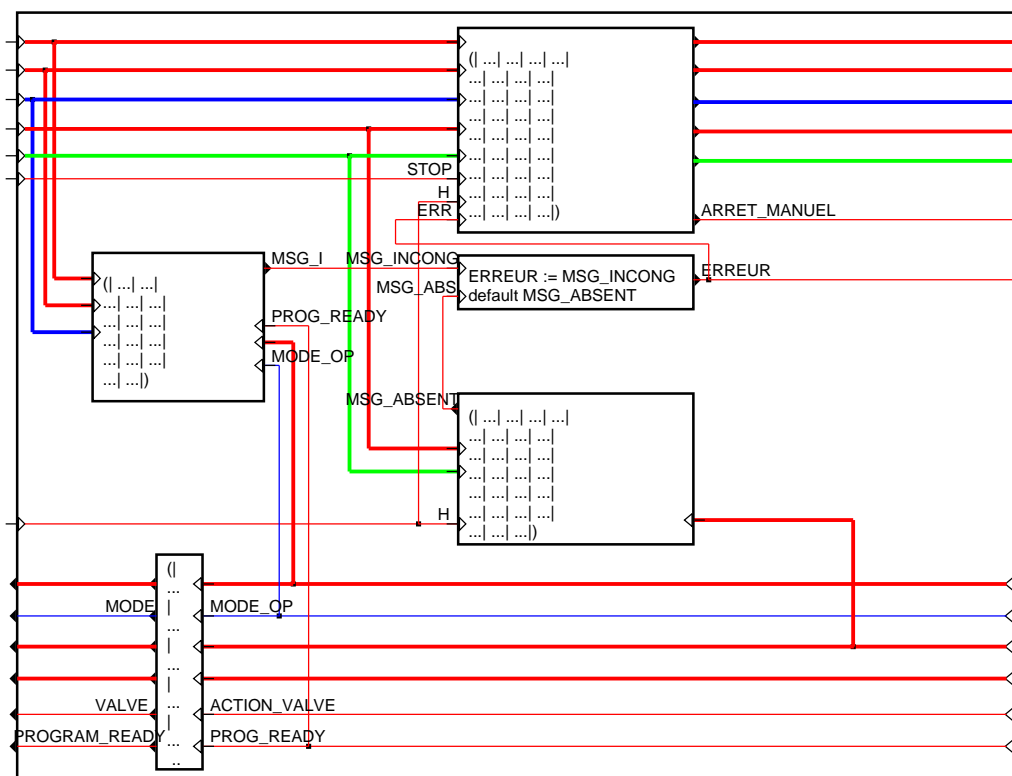 (| ...| ...| ...| ...|
...| ...| ...| ...|
...| ...| ...| ...|
...| ...| ...| ...|
...| ...| ...| ...|
...| ...| ...| ...|
...| ...| ...| ...|
...| ...| ...| ...|)
STOP
H
ERR
ARRET_MANUEL
MSG_I
MSG_INCONG
MSG_ABS
ERREUR := MSG_INCONG
default MSG_ABSENT
ERREUR
(| ...| ...|
...| ...| ...|
...| ...| ...|
...| ...| ...|
...| ...| ...|
...| ...|)
PROG_READY
MODE_OP
MSG_ABSENT
(| ...| ...| ...| ...|
...| ...| ...| ...|
...| ...| ...| ...|
...| ...| ...| ...|
...| ...| ...| ...|
...| ...| ...| ...|
...| ...| ...|)
H
(|
...
|
...
|
...
|
...
|
...
..
MODE
MODE_OP
VALVE
ACTION_VALVE
PROGRAM_READY
PROG_READY